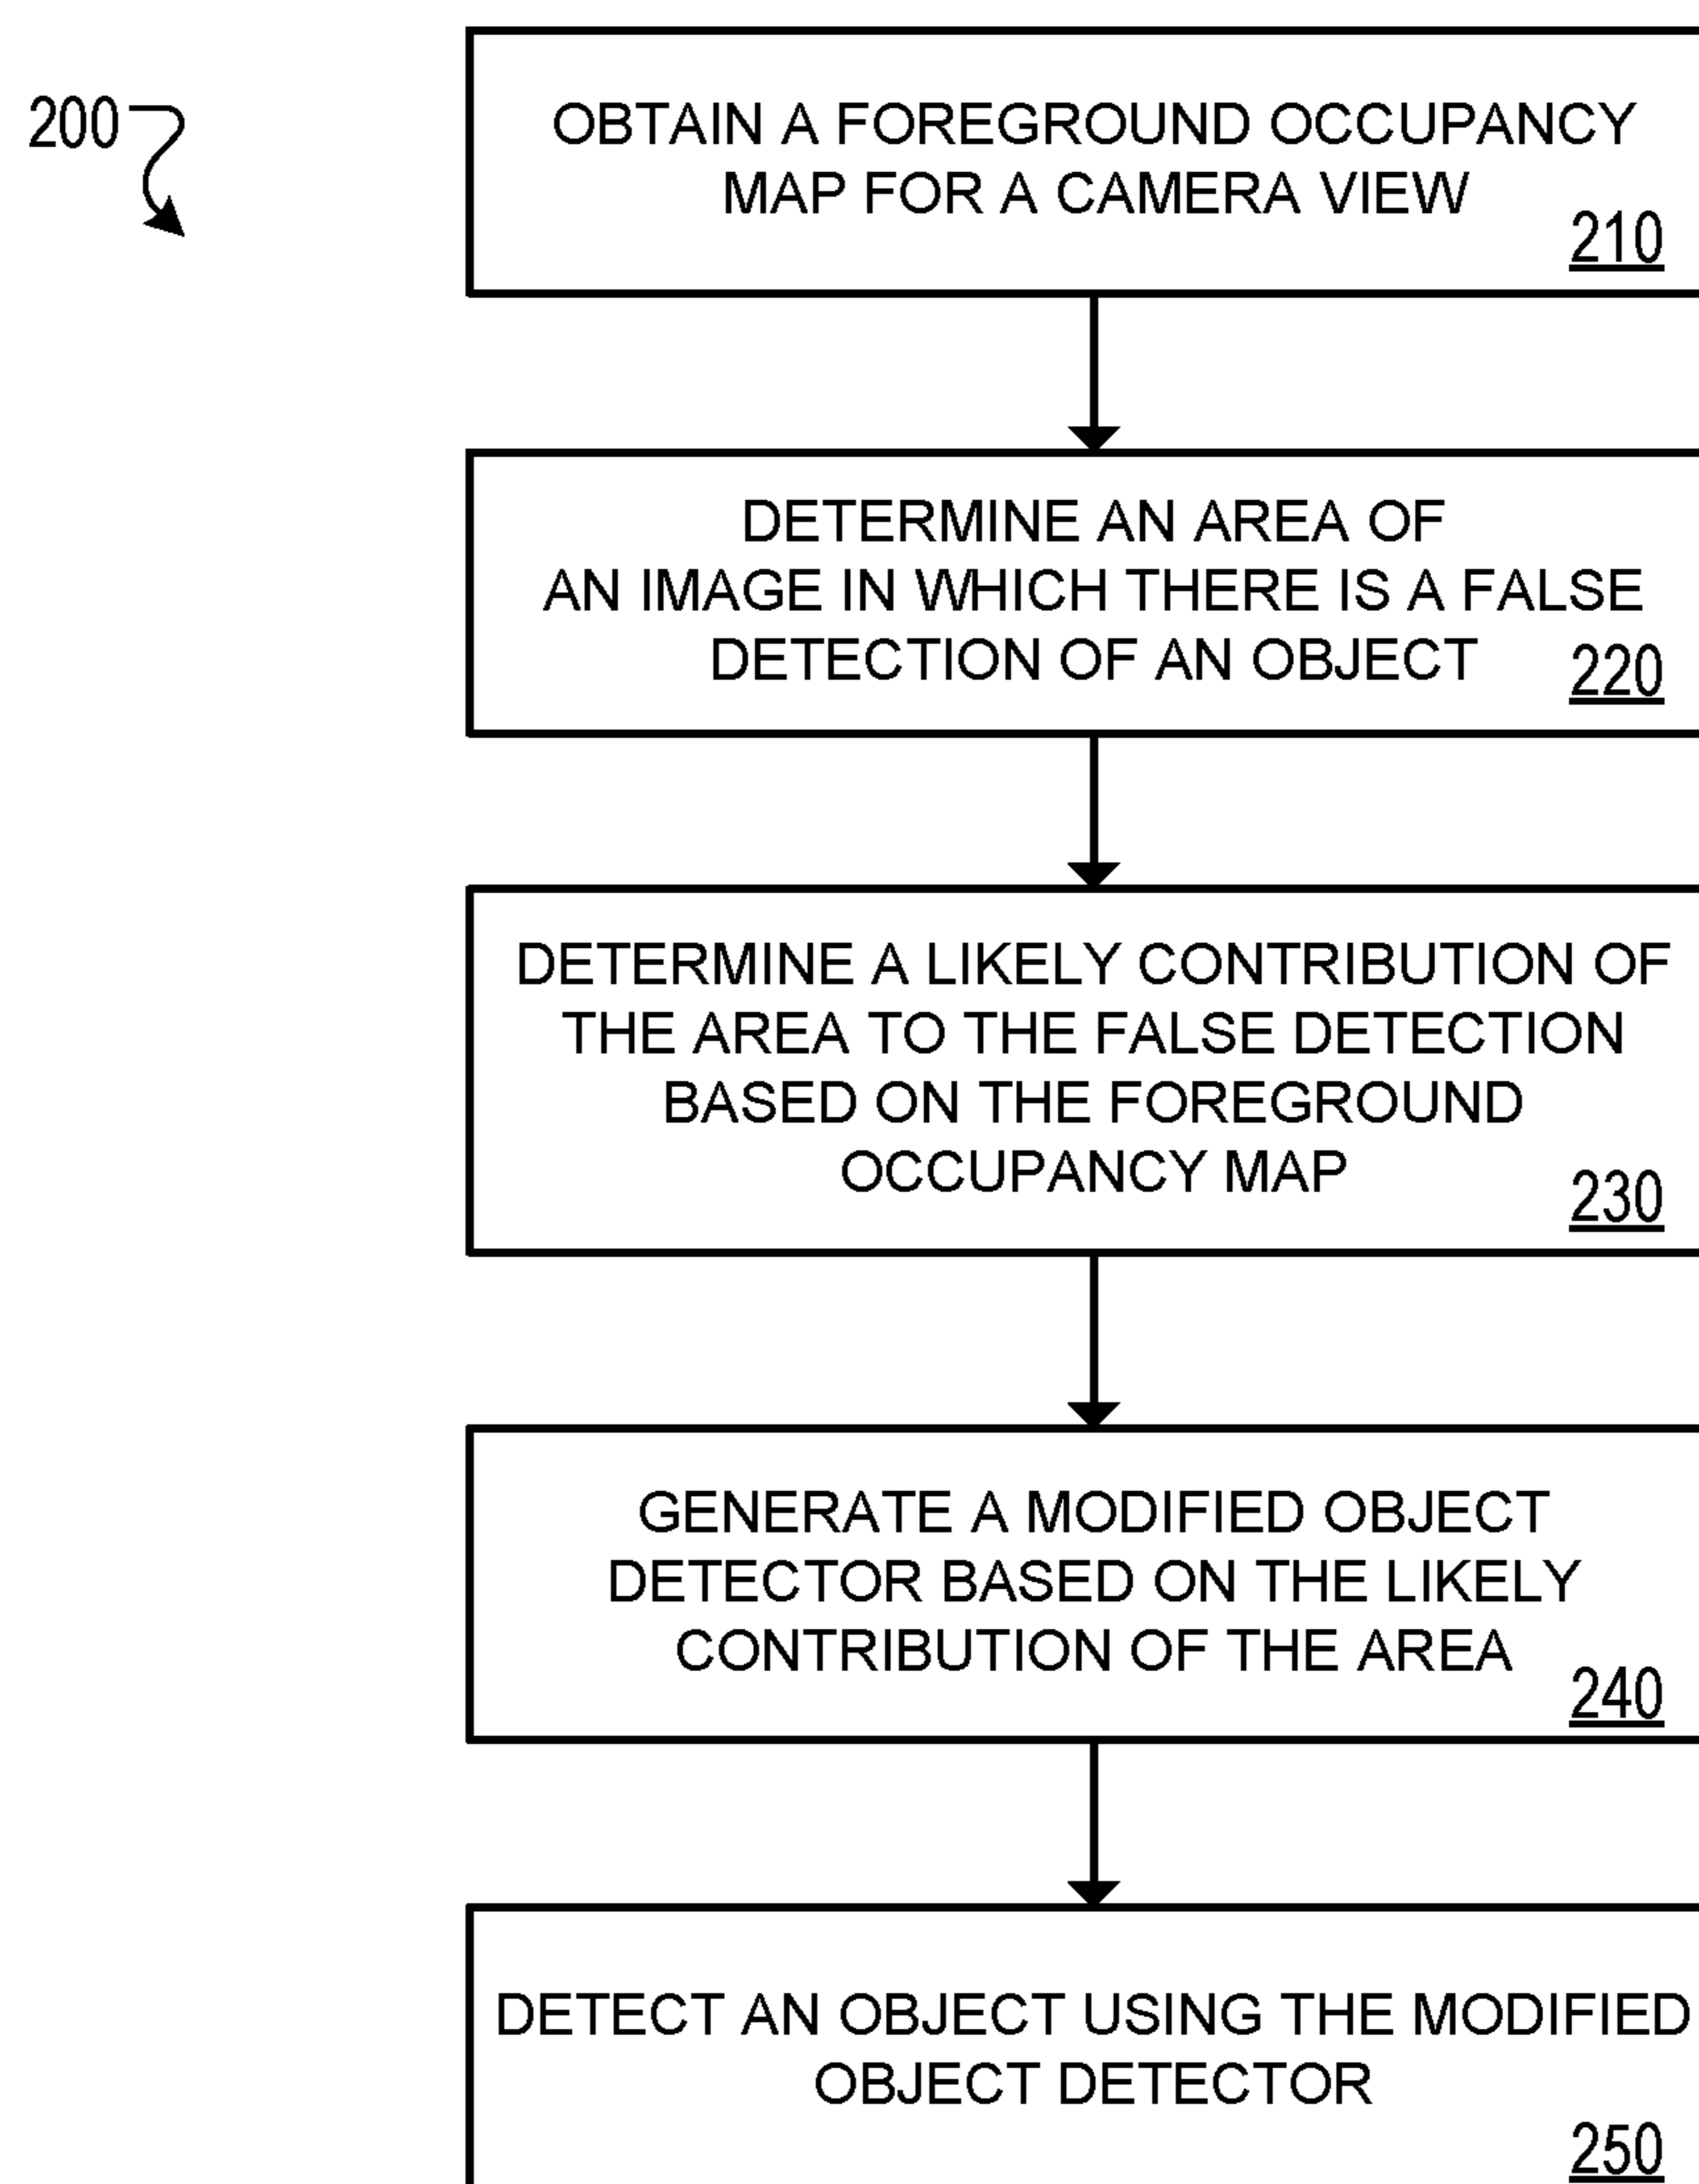 200
OBTAIN A FOREGROUND OCCUPANCY
MAP FOR A CAMERA VIEW
210
DETERMINE AN AREA OF
AN IMAGE IN WHICH THERE IS A FALSE
DETECTION OF AN OBJECT
220
DETERMINE A LIKELY CONTRIBUTION OF
THE AREA TO THE FALSE DETECTION
BASED ON THE FOREGROUND
OCCUPANCY MAP
230
GENERATE A MODIFIED OBJECT
DETECTOR BASED ON THE LIKELY
CONTRIBUTION OF THE AREA
240
DETECT AN OBJECT USING THE MODIFIED
OBJECT DETECTOR
250